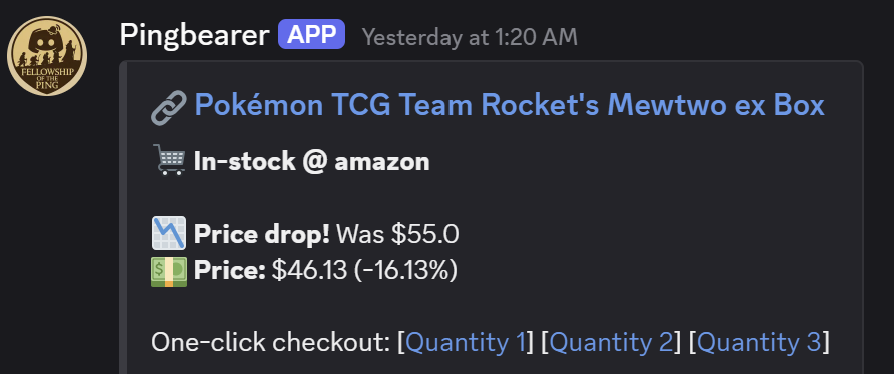 Pingbearer APP Yesterday at 1:20 AM
FELLOWSHIP
OF THE
PING
Pokémon TCG Team Rocket's Mewtwo ex Box
In-stock @ amazon
Price drop! Was $55.0
Price: $46.13 (-16.13%)
One-click checkout: [Quantity 1] [Quantity 2] [Quantity 3]